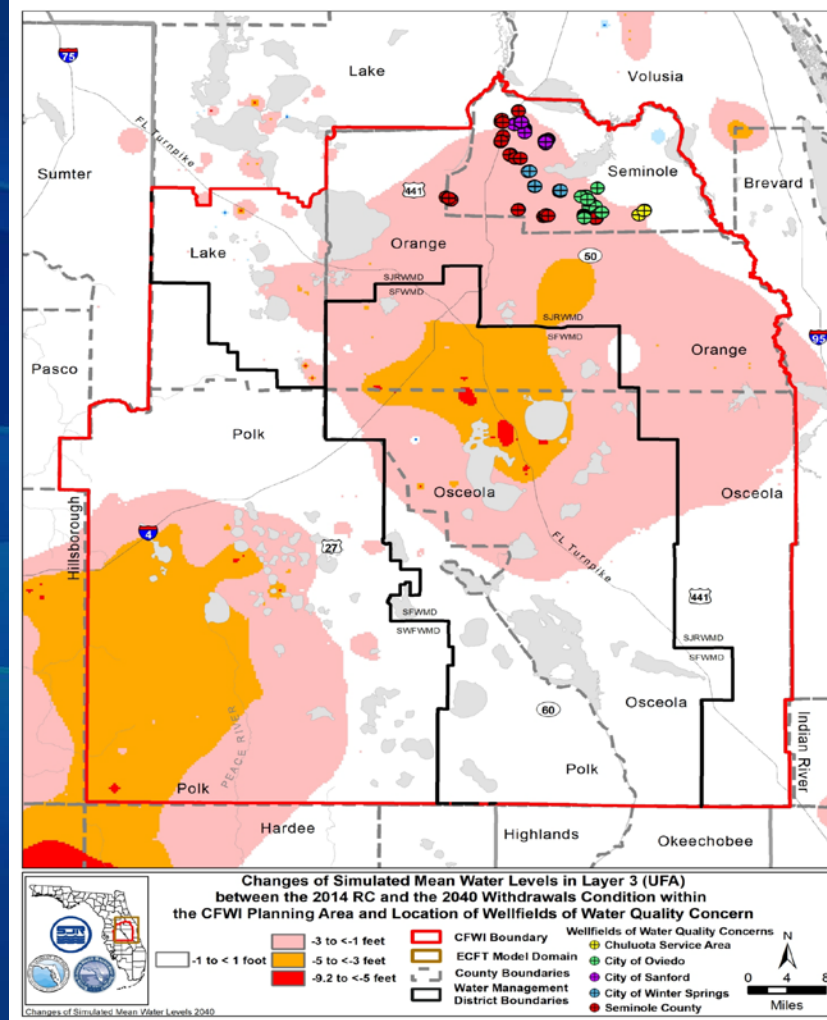 75
Lake
Volusia
FL Turnpike
Sumter
Seminole
441
Brevard
Lake
Orange
50
SJRWMD
SFWMD
SJRWMD
SFWMD
Orange
95
Pasco
Polk
Osceola
Osceola
Hillsborough
4
27
FL Turnpike
441
SFWMD
SWFWMD
SJRWMD
SFWMD
60
Osceola
PEACE RIVER
Polk
Polk
Indian River
Hardee
Highlands
Okeechobee
Changes of Simulated Mean Water Levels in Layer 3 (UFA)
between the 2014 RC and the 2040 Withdrawals Condition within
the CFWI Planning Area and Location of Wellfields of Water Quality Concern
-1 to < 1 foot
-3 to <-1 feet
-5 to <-3 feet
-9.2 to <-5 feet
CFWI Boundary
ECFT Model Domain
County Boundaries
Water Management
District Boundaries
Wellfields of Water Quality Concerns
Chuluota Service Area
City of Oviedo
City of Sanford
City of Winter Springs
Seminole County
N
0 4 8
Miles
Changes of Simulated Mean Water Levels 2040